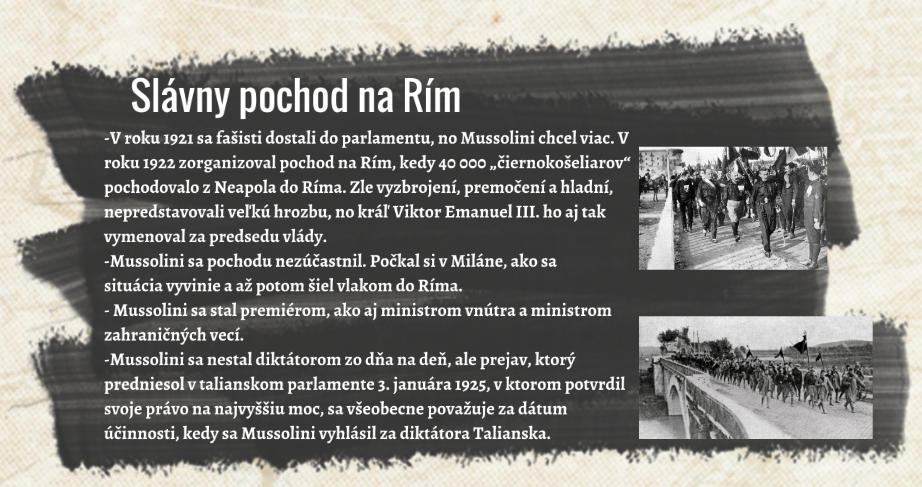 Slávny pochod na Rím
-V roku 1921 sa fašisti dostali do parlamentu, no Mussolini chcel viac. V
roku 1922 zorganizoval pochod na Rím, kedy 40 000 „čiernokošeliarov“
pochodovalo z Neapola do Ríma. Zle vyzbrojení, premočení a hladní,
nepredstavovali veľkú hrozbu, no kráľ Viktor Emanuel III. ho aj tak
vymenoval za predsedu vlády.
-Mussolini sa pochodu nezúčastnil. Počkal si v Miláne, ako sa
situácia vyvinie a až potom šiel vlakom do Ríma.
- Mussolini sa stal premiérom, ako aj ministrom vnútra a ministrom
zahraničných vecí.
-Mussolini sa nestal diktátorom zo dňa na deň, ale prejav, ktorý
predniesol v talianskom parlamente 3. januára 1925, v ktorom potvrdil
svoje právo na najvyššiu moc, sa všeobecne považuje za dátum
účinnosti, kedy sa Mussolini vyhlásil za diktátora Talianska.